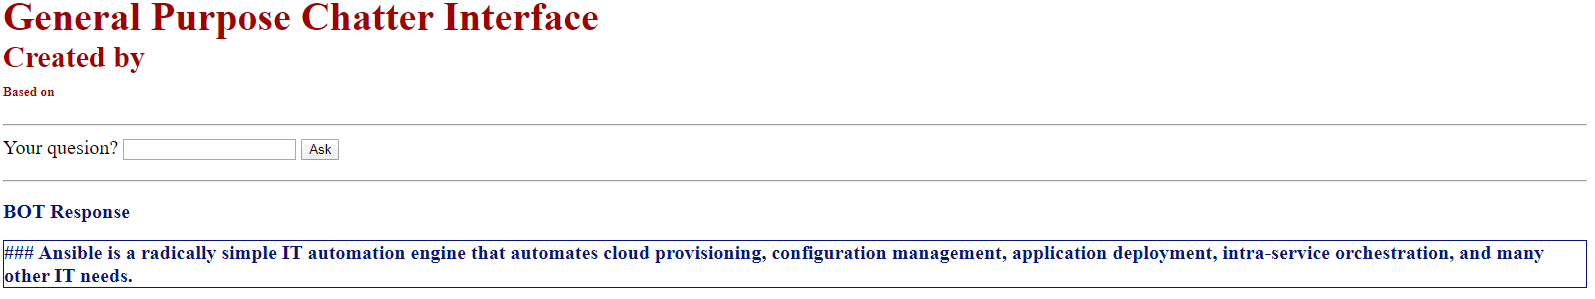 General Purpose Chatter Interface
Created by
Based on
Your quesion? Ask
BOT Response
### Ansible is a radically simple IT automation engine that automates cloud provisioning, configuration management, application deployment, intra-service orchestration, and many
other IT needs.